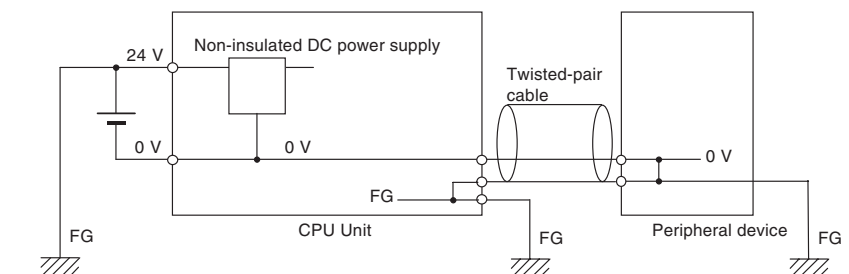 Non-insulated DC power supply
24 V
Twisted-pair
cable
0 V
0 V
0 V
FG
CPU Unit
Peripheral device
FG
FG
FG